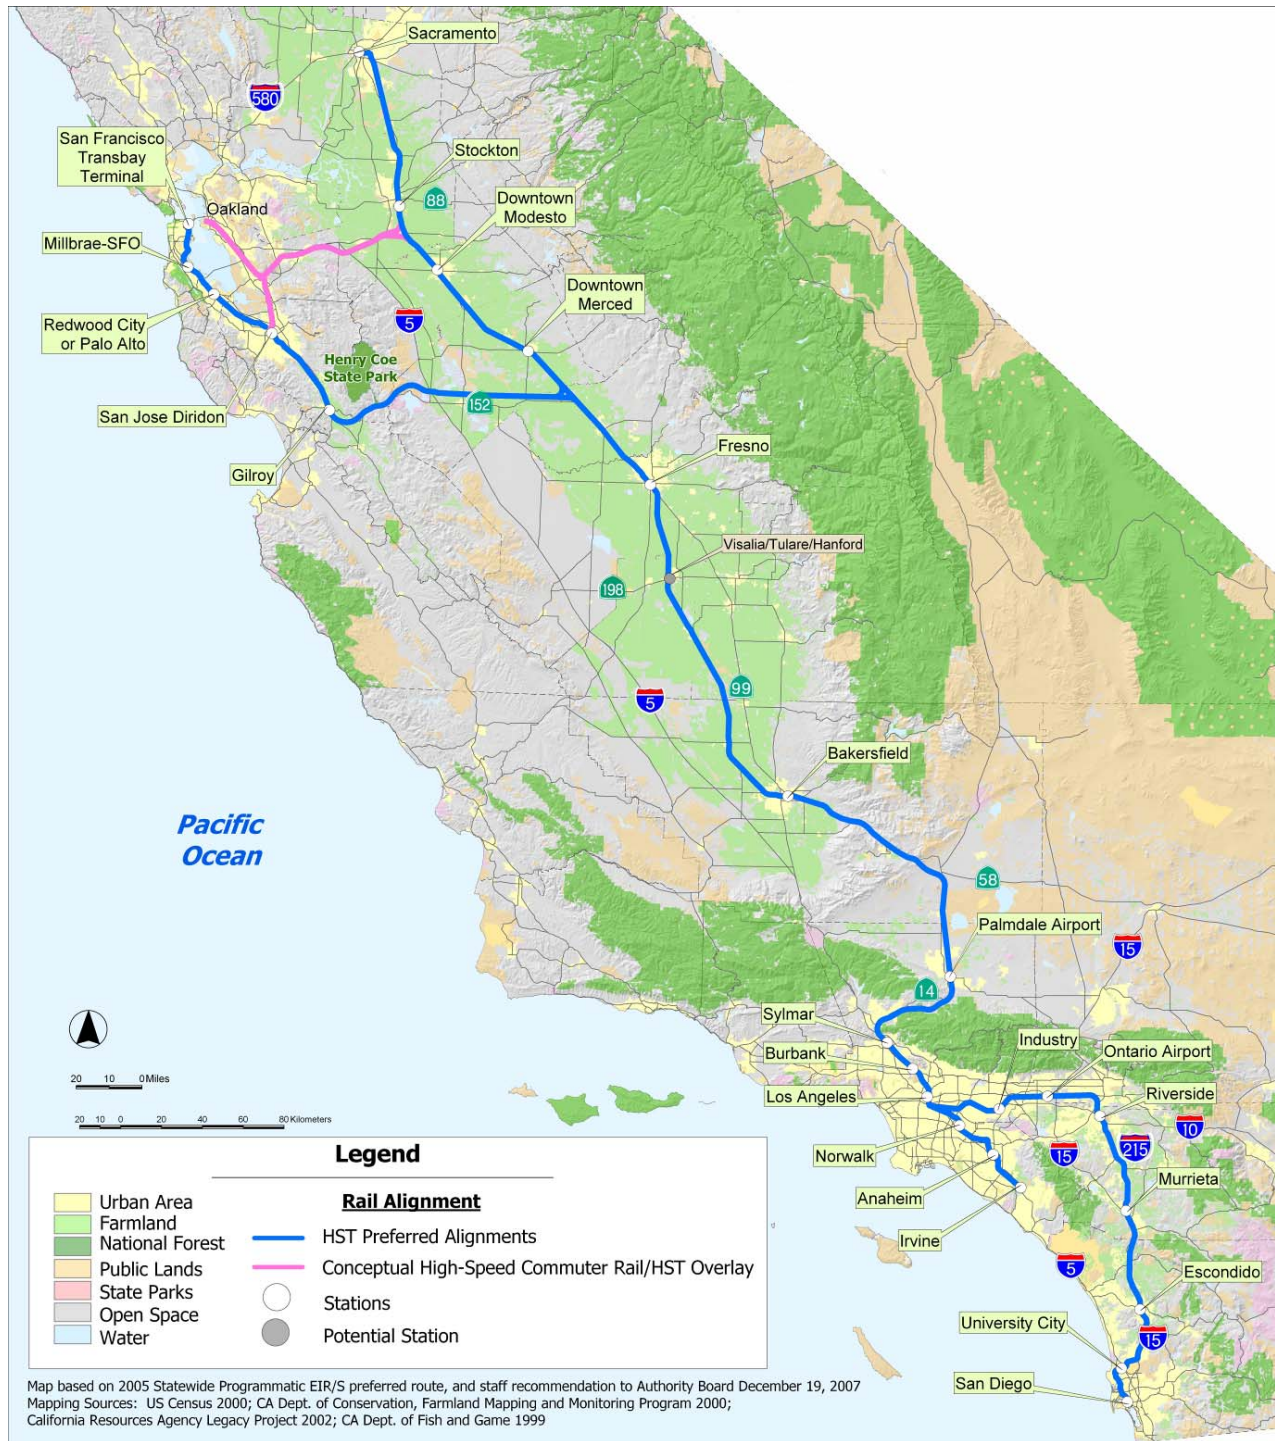 Sacramento
580
San Francisco
Transbay
Terminal
Stockton
88
Downtown
Modesto
Oakland
Millbrae-SFO
Downtown
Merced
Redwood City
or Palo Alto
5
Henry Coe
State Park
152
San Jose Diridon
Fresno
Gilroy
Visalia/Tulare/Hanford
198
99
5
Bakersfield
Pacific
Ocean
58
Palmdale Airport
15
14
Sylmar
Industry
Burbank
Ontario Airport
Los Angeles
Riverside
10
215
15
Norwalk
Murrieta
Anaheim
Irvine
5
Escondido
University City
15
San Diego
20 10 0 Miles
20 10 0 20 40 60 80 Kilometers
Legend
Urban Area
Farmland
National Forest
Public Lands
State Parks
Open Space
Water
Rail Alignment
HST Preferred Alignments
Conceptual High-Speed Commuter Rail/HST Overlay
Stations
Potential Station
Map based on 2005 Statewide Programmatic EIR/S preferred route, and staff recommendation to Authority Board December 19, 2007
Mapping Sources: US Census 2000; CA Dept. of Conservation, Farmland Mapping and Monitoring Program 2000;
California Resources Agency Legacy Project 2002; CA Dept. of Fish and Game 1999